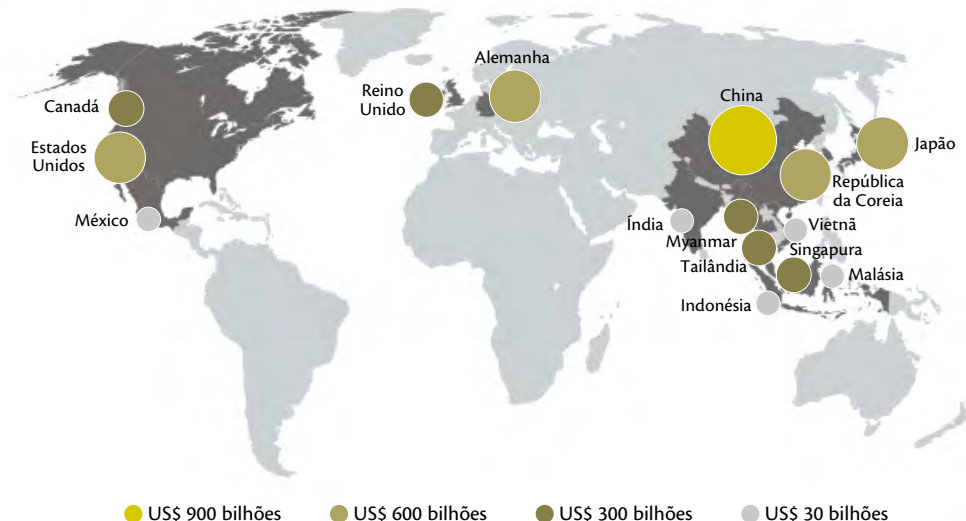 Alemanha
Canadá
Reino
Unido
China
Estados
Unidos
Japão
República
da Coreia
México
Índia
Vietnã
Myanmar
Singapura
Tailândia
Malásia
Indonésia
US$ 900 bilhões
US$ 600 bilhões
US$ 300 bilhões
US$ 30 bilhões